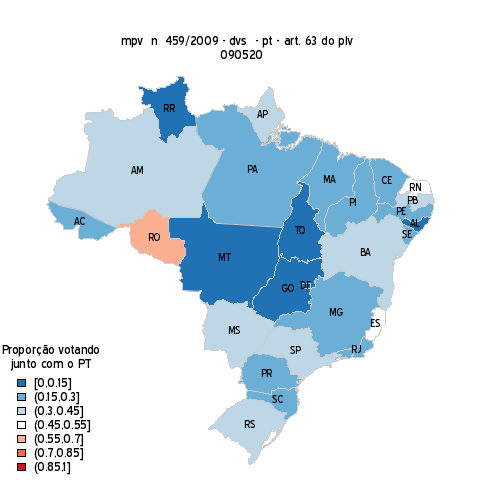 mpv n 459/2009 - dvs - pt - art. 63 do plv
090520
RR
AP
AM
PA
MA
CE
RN
PB
PI
PE
AL
SE
AC
RO
TO
MT
BA
GO
DF
MG
ES
MS
SP
RJ
PR
SC
RS
Proporção votando
junto com o PT
[0,0.15]
(0.15,0.3]
(0.3,0.45]
(0.45,0.55]
(0.55,0.7]
(0.7,0.85]
(0.85,1]